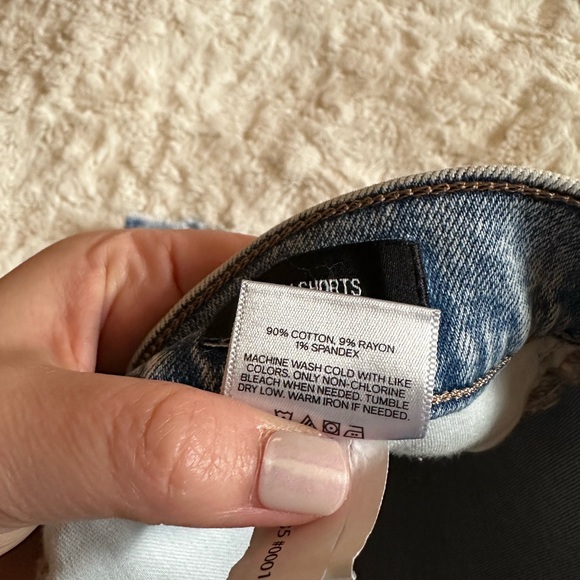 SHORTS
90% COTTON, 9% RAYON
1% SPANDEX
MACHINE WASH COLD WITH LIKE
COLORS. ONLY NON-CHLORINE
BLEACH WHEN NEEDED. TUMBLE
DRY LOW. WARM IRON IF NEEDED.
#0001